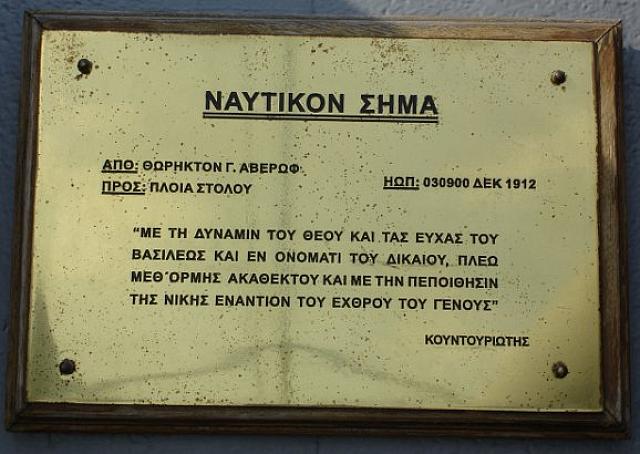 ΝΑΥΤΙΚΟΝ ΣΗΜΑ
ΑΠΘ: ΘΩΡΗΚΤΟΝ Γ. ΑΒΕΡΩΦ
ΠΡΟΣ: ΠΛΟΙΑ ΣΤΟΛΟΥ
ΗΩΠ: 030900 ΔΕΚ 1912
“ΜΕ ΤΗ ΔΥΝΑΜΙΝ ΤΟΥ ΘΕΟΥ ΚΑΙ ΤΑΣ ΕΥΧΑΣ ΤΟΥ
ΒΑΣΙΛΕΩΣ ΚΑΙ ΕΝ ΟΝΟΜΑΤΙ ΤΟΥ ΔΙΚΑΙΟΥ, ΠΛΕΩ
ΜΕΘ΄ΟΡΜΗΣ ΑΚΑΘΕΚΤΟΥ ΚΑΙ ΜΕ ΤΗΝ ΠΕΠΟΙΘΗΣΙΝ
ΤΗΣ ΝΙΚΗΣ ΕΝΑΝΤΙΟΝ ΤΟΥ ΕΧΘΡΟΥ ΤΟΥ ΓΕΝΟΥΣ”
ΚΟΥΝΤΟΥΡΙΩΤΗΣ